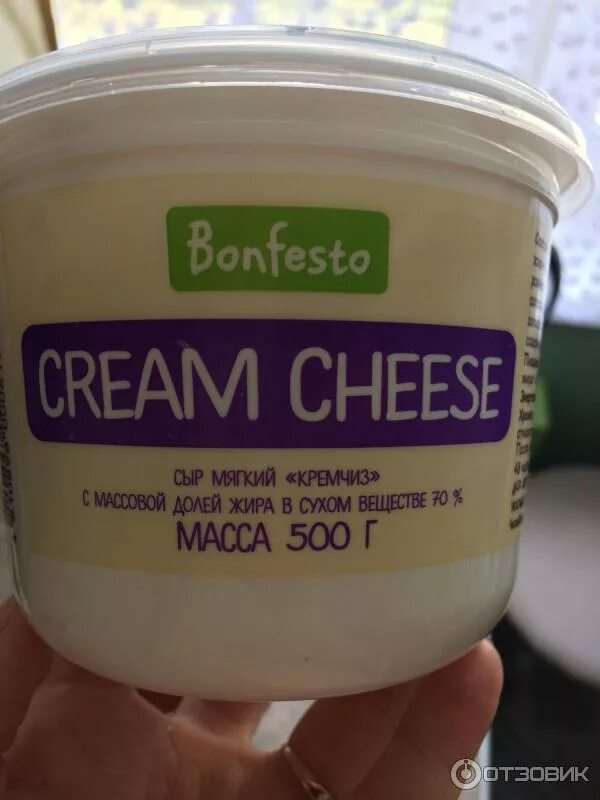 Bonfesto
CREAM CHEESE
СЫР МЯГКИЙ «КРЕМЧИЗ»
С МАССОВОЙ ДОЛЕЙ ЖИРА В СУХОМ ВЕЩЕСТВЕ 70 %
МАССА 500 Г
ОТЗОВИК